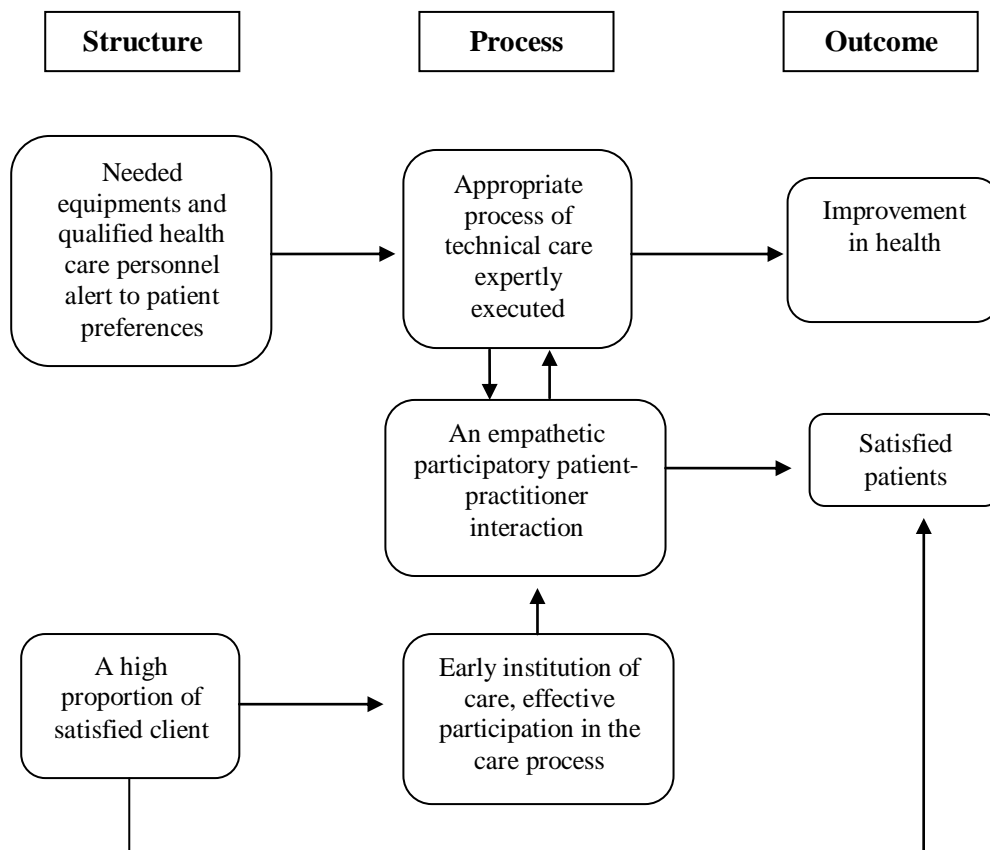 Structure
Process
Outcome
Needed
equipments and
qualified health
care personnel
alert to patient
preferences
Appropriate
process of
technical care
expertly
executed
Improvement
in health
An empathetic
participatory patient-
practitioner
interaction
Satisfied
patients
A high
proportion of
satisfied client
Early institution of
care, effective
participation in the
care process